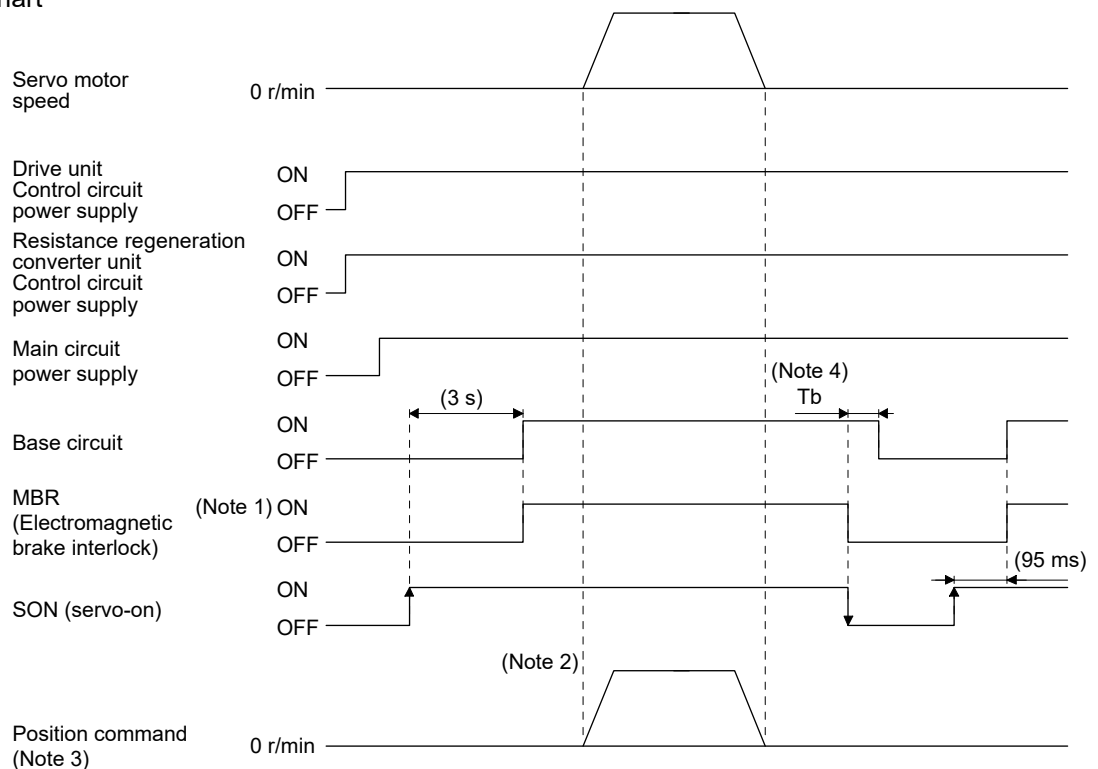 Servo motor
speed
0 r/min
Drive unit
Control circuit
power supply
ON
OFF
Resistance regeneration
converter unit
Control circuit
power supply
ON
OFF
Main circuit
power supply
ON
OFF
(3 s)
(Note 4)
Tb
Base circuit
ON
OFF
MBR
(Electromagnetic
brake interlock)
(Note 1) ON
OFF
(95 ms)
SON (servo-on)
ON
OFF
(Note 2)
Position command
(Note 3)
0 r/min